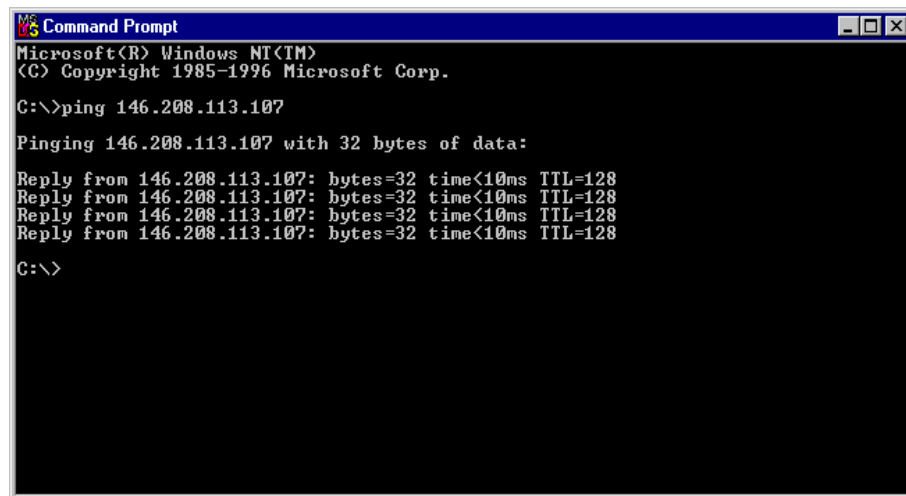 Command Prompt
Microsoft(R) Windows NT(TM)
(C) Copyright 1985-1996 Microsoft Corp.
C:\>ping 146.208.113.107
Pinging 146.208.113.107 with 32 bytes of data:
Reply from 146.208.113.107: bytes=32 time<10ms TTL=128
Reply from 146.208.113.107: bytes=32 time<10ms TTL=128
Reply from 146.208.113.107: bytes=32 time<10ms TTL=128
Reply from 146.208.113.107: bytes=32 time<10ms TTL=128
C:\>